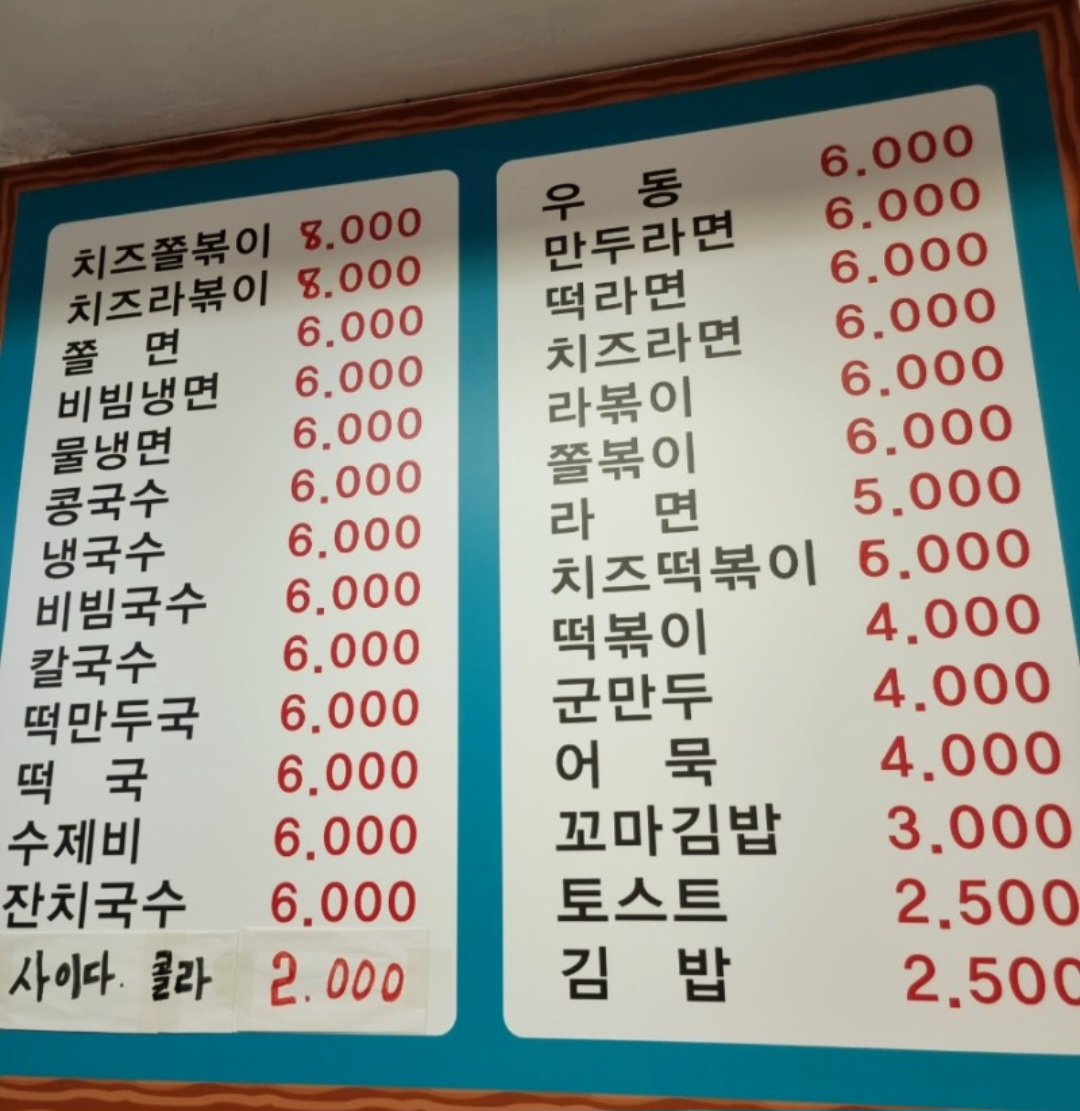 치즈쫄볶이 8.000
치즈라볶이 8.000
쫄 면 6.000
비빔냉면 6.000
물냉면 6.000
콩국수 6.000
냉국수 6.000
비빔국수 6.000
칼국수 6.000
떡만두국 6.000
떡 국 6.000
수제비 6.000
잔치국수 6.000
사이다. 콜라 2.000
우 동 6.000
만두라면 6.000
떡라면 6.000
치즈라면 6.000
라볶이 6.000
쫄볶이 6.000
라 면 5.000
치즈떡볶이 6.000
떡볶이 4.000
군만두 4.000
어 묵 4.000
꼬마김밥 3.000
토스트 2.500
김 밥 2.500